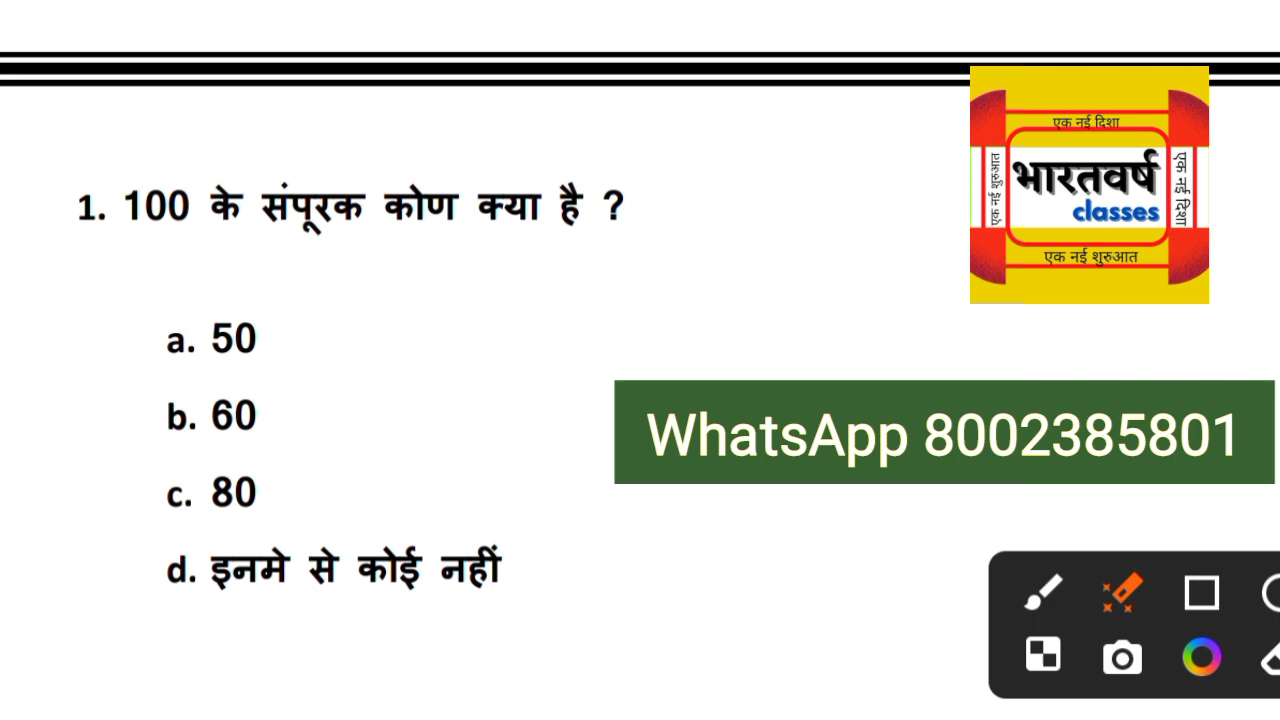 एक नई दिशा
एक नई शुरुआत
भारतवर्ष
classes
एक नई दिशा
एक नई शुरुआत
1. 100 के संपूरक कोण क्या है ?
a. 50
b. 60
c. 80
d. इनमे से कोई नहीं
WhatsApp 8002385801